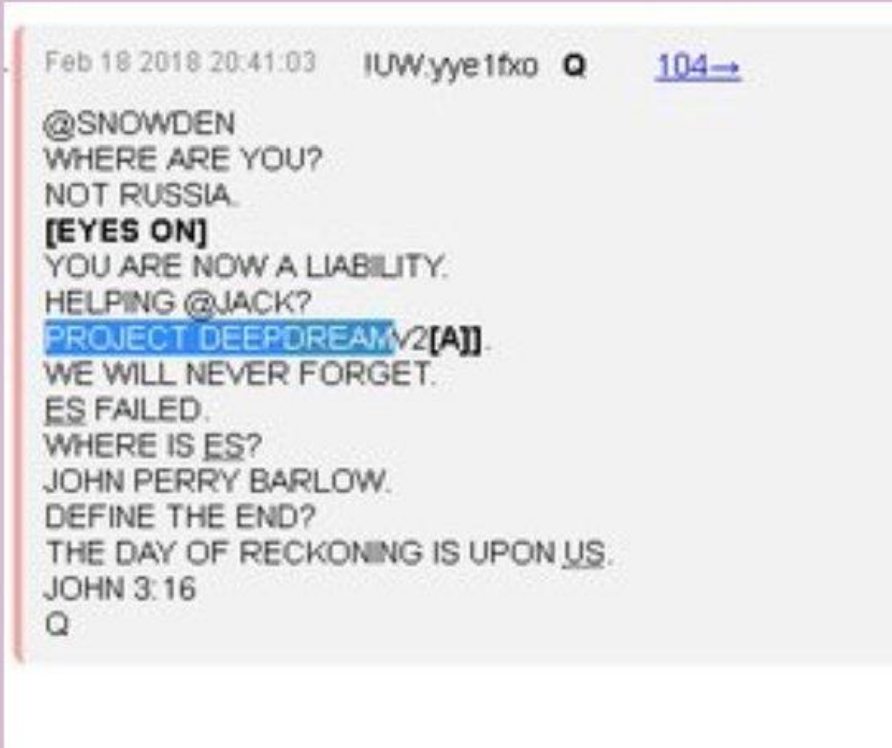 Feb 18 2018 20:41:03 !UW.yye1fxo Q 104→
@SNOWDEN
WHERE ARE YOU?
NOT RUSSIA.
[EYES ON]
YOU ARE NOW A LIABILITY.
HELPING @JACK?
PROJECT DEEPDREAMv2[A]].
WE WILL NEVER FORGET.
ES FAILED.
WHERE IS ES?
JOHN PERRY BARLOW.
DEFINE THE END?
THE DAY OF RECKONING IS UPON US.
JOHN 3:16
Q